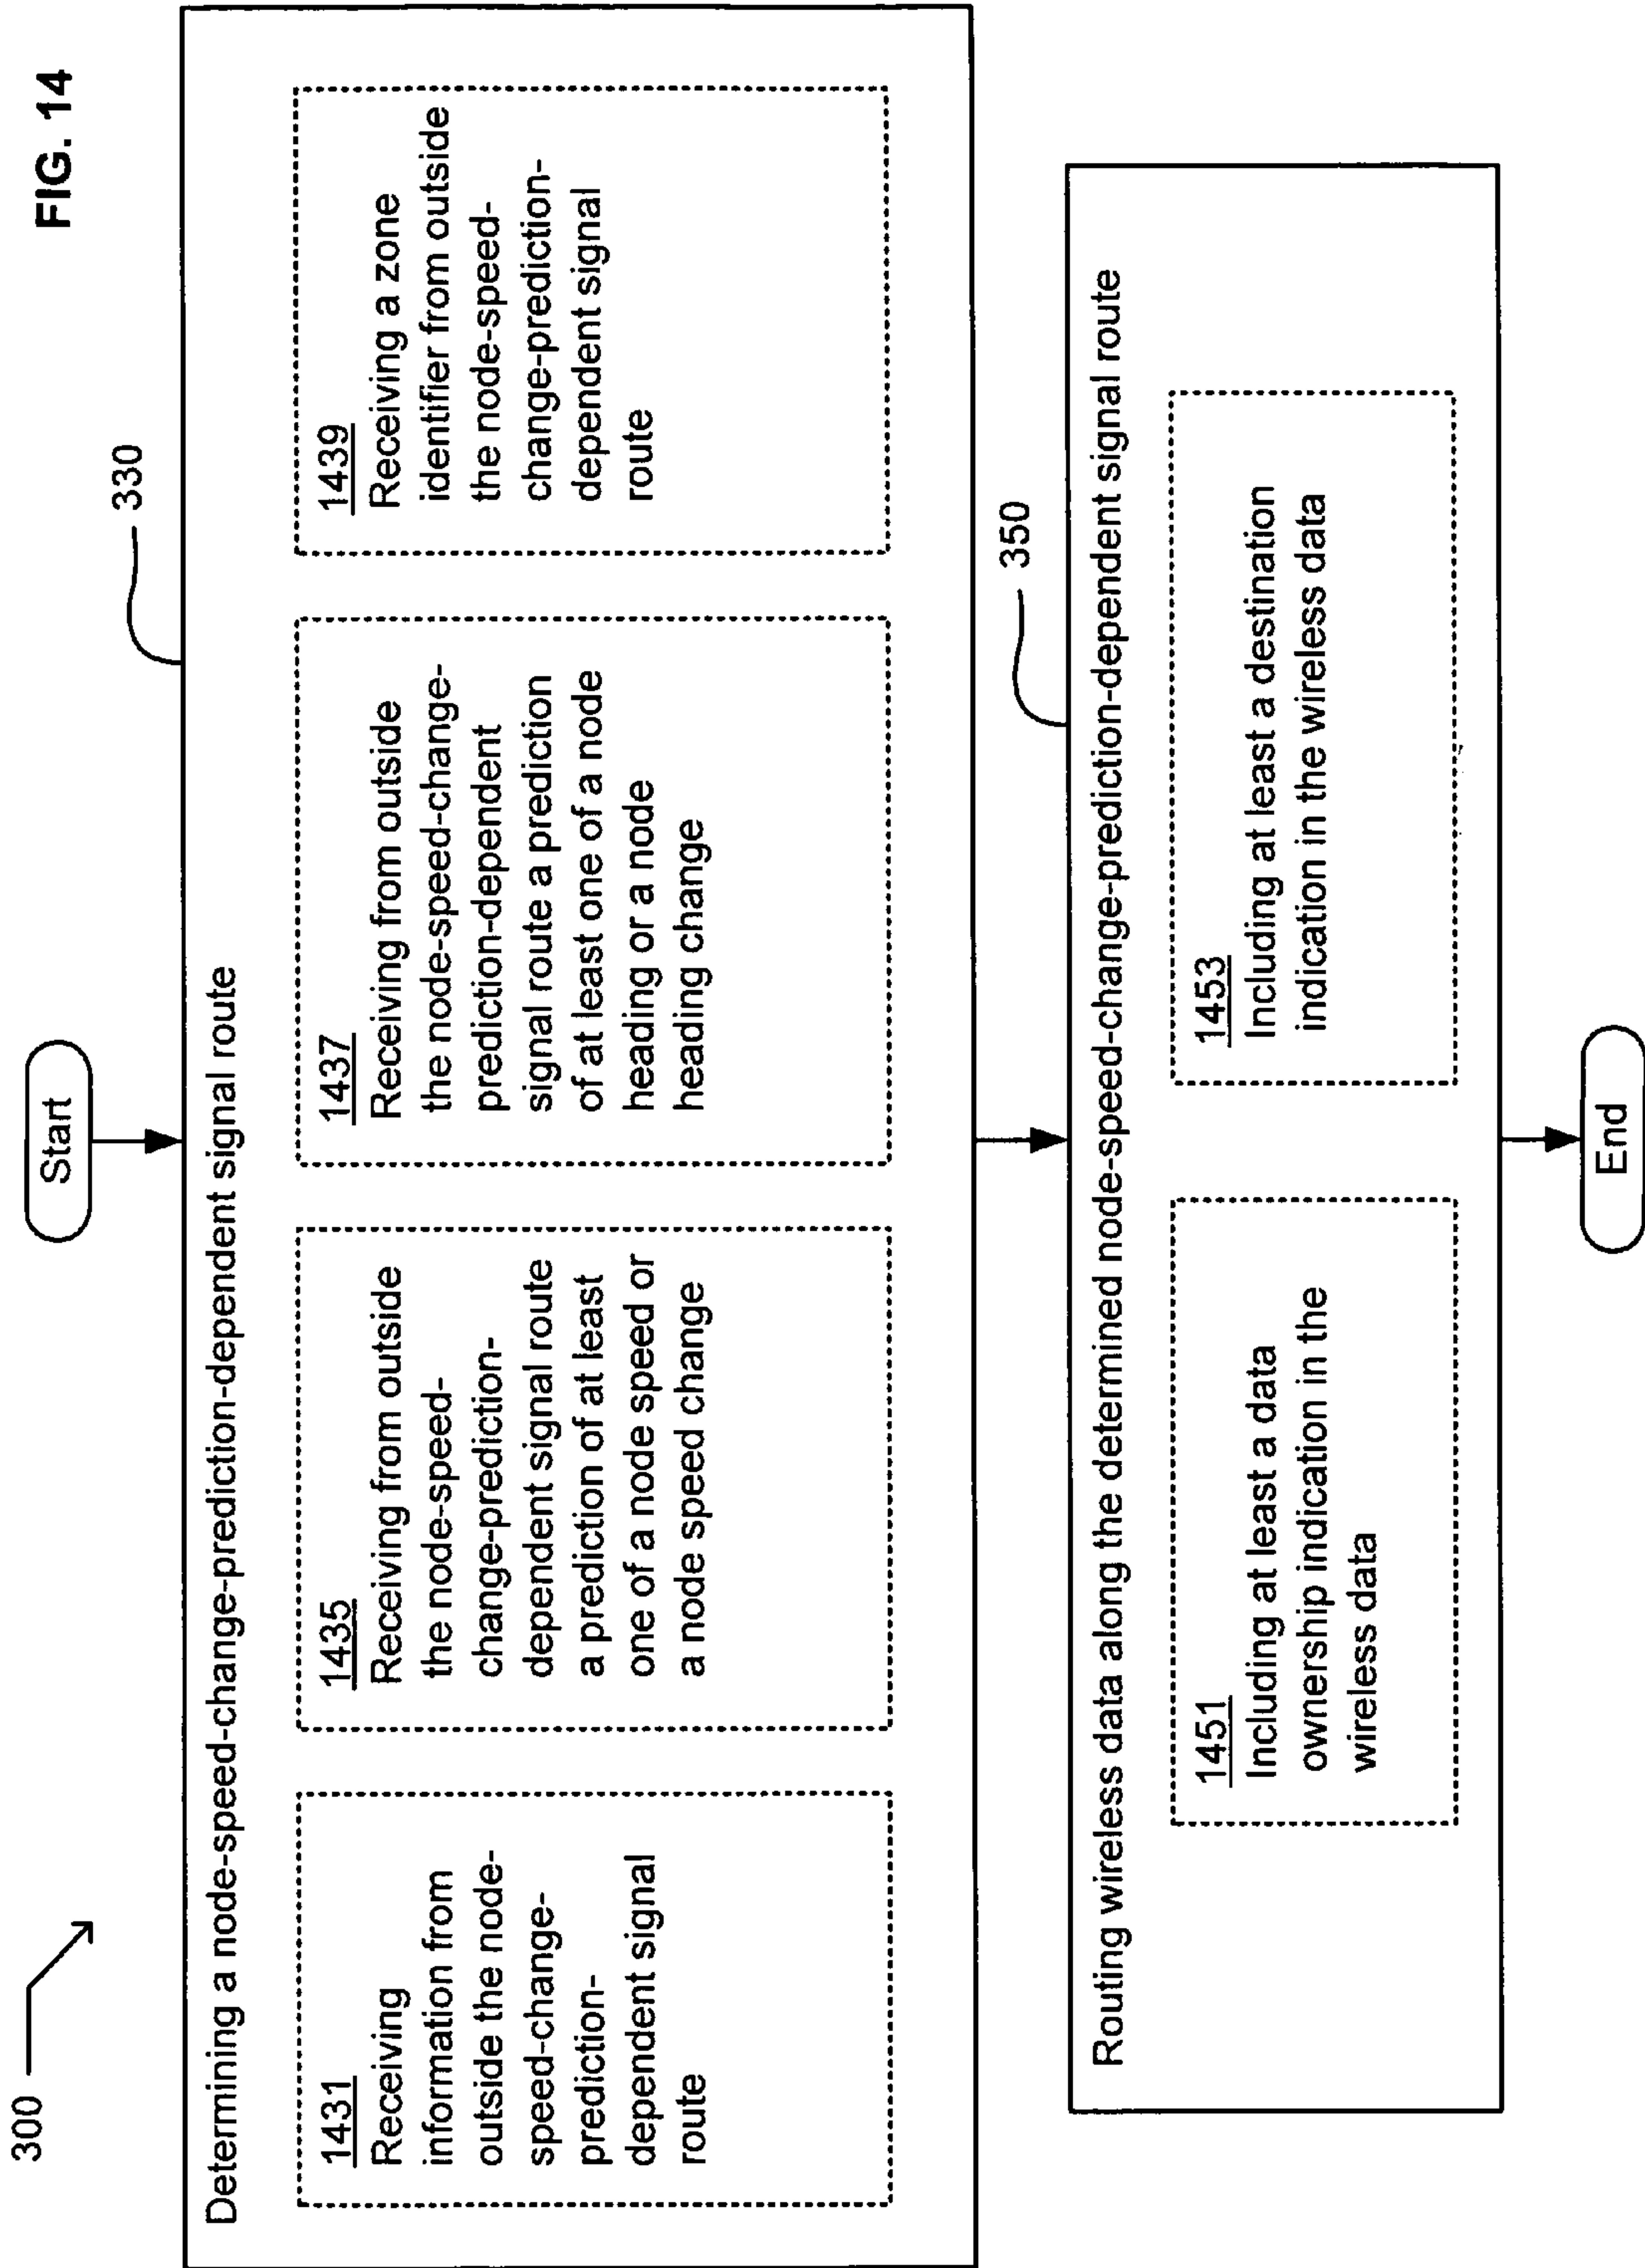 FIG. 14
300
Start
330
Determining a node-speed-change-prediction-dependent signal route
1431
Receiving
information from
outside the node-
speed-change-
prediction-
dependent signal
route
1435
Receiving from outside
the node-speed-
change-prediction-
dependent signal route
a prediction of at least
one of a node speed or
a node speed change
1437
Receiving from outside
the node-speed-change-
prediction-dependent
signal route a prediction
of at least one of a node
heading or a node
heading change
1439
Receiving a zone
identifier from outside
the node-speed-
change-prediction-
dependent signal
route
350
Routing wireless data along the determined node-speed-change-prediction-dependent signal route
1451
Including at least a data
ownership indication in the
wireless data
1453
Including at least a destination
indication in the wireless data
End